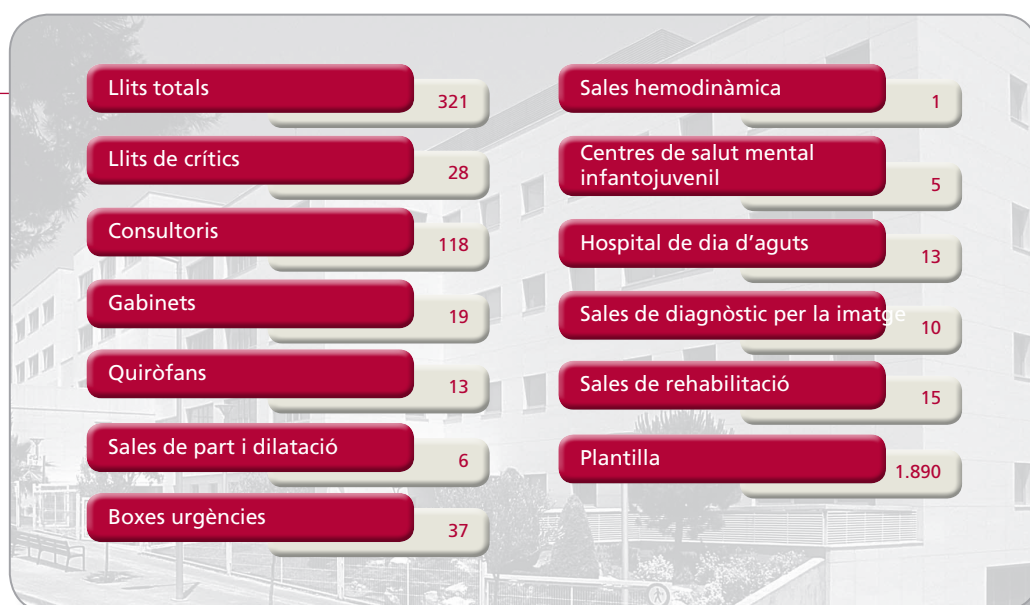 Llits totals
321
Llits de crítics
28
Consultoris
118
Gabinets
19
Quiròfans
13
Sales de part i dilatació
6
Boxes urgències
37
Sales hemodinàmica
1
Centres de salut mental
infantojuvenil
5
Hospital de dia d’aguts
13
Sales de diagnòstic per la imatge
10
Sales de rehabilitació
15
Plantilla
1.890